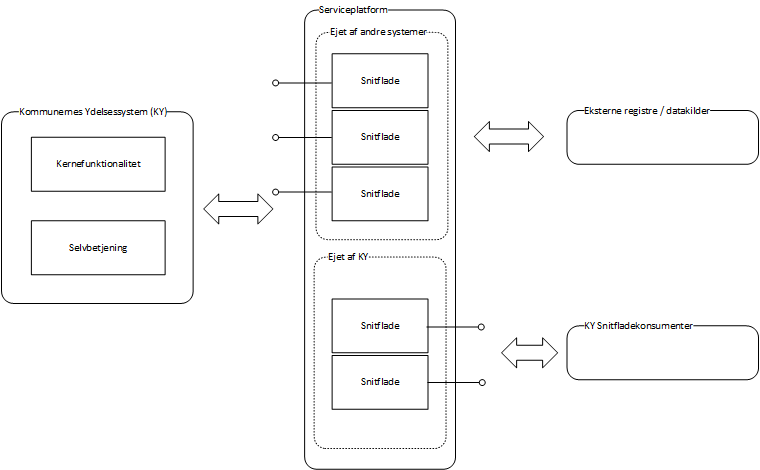 Serviceplatform
Ejet af andre systemer
Snitflade
Snitflade
Snitflade
Kommunernes Ydelsessystem (KY)
Kernefunktionalitet
Selvbetjening
Eksterne registre / datakilder
Ejet af KY
Snitflade
Snitflade
KY Snitfladekonsumenter